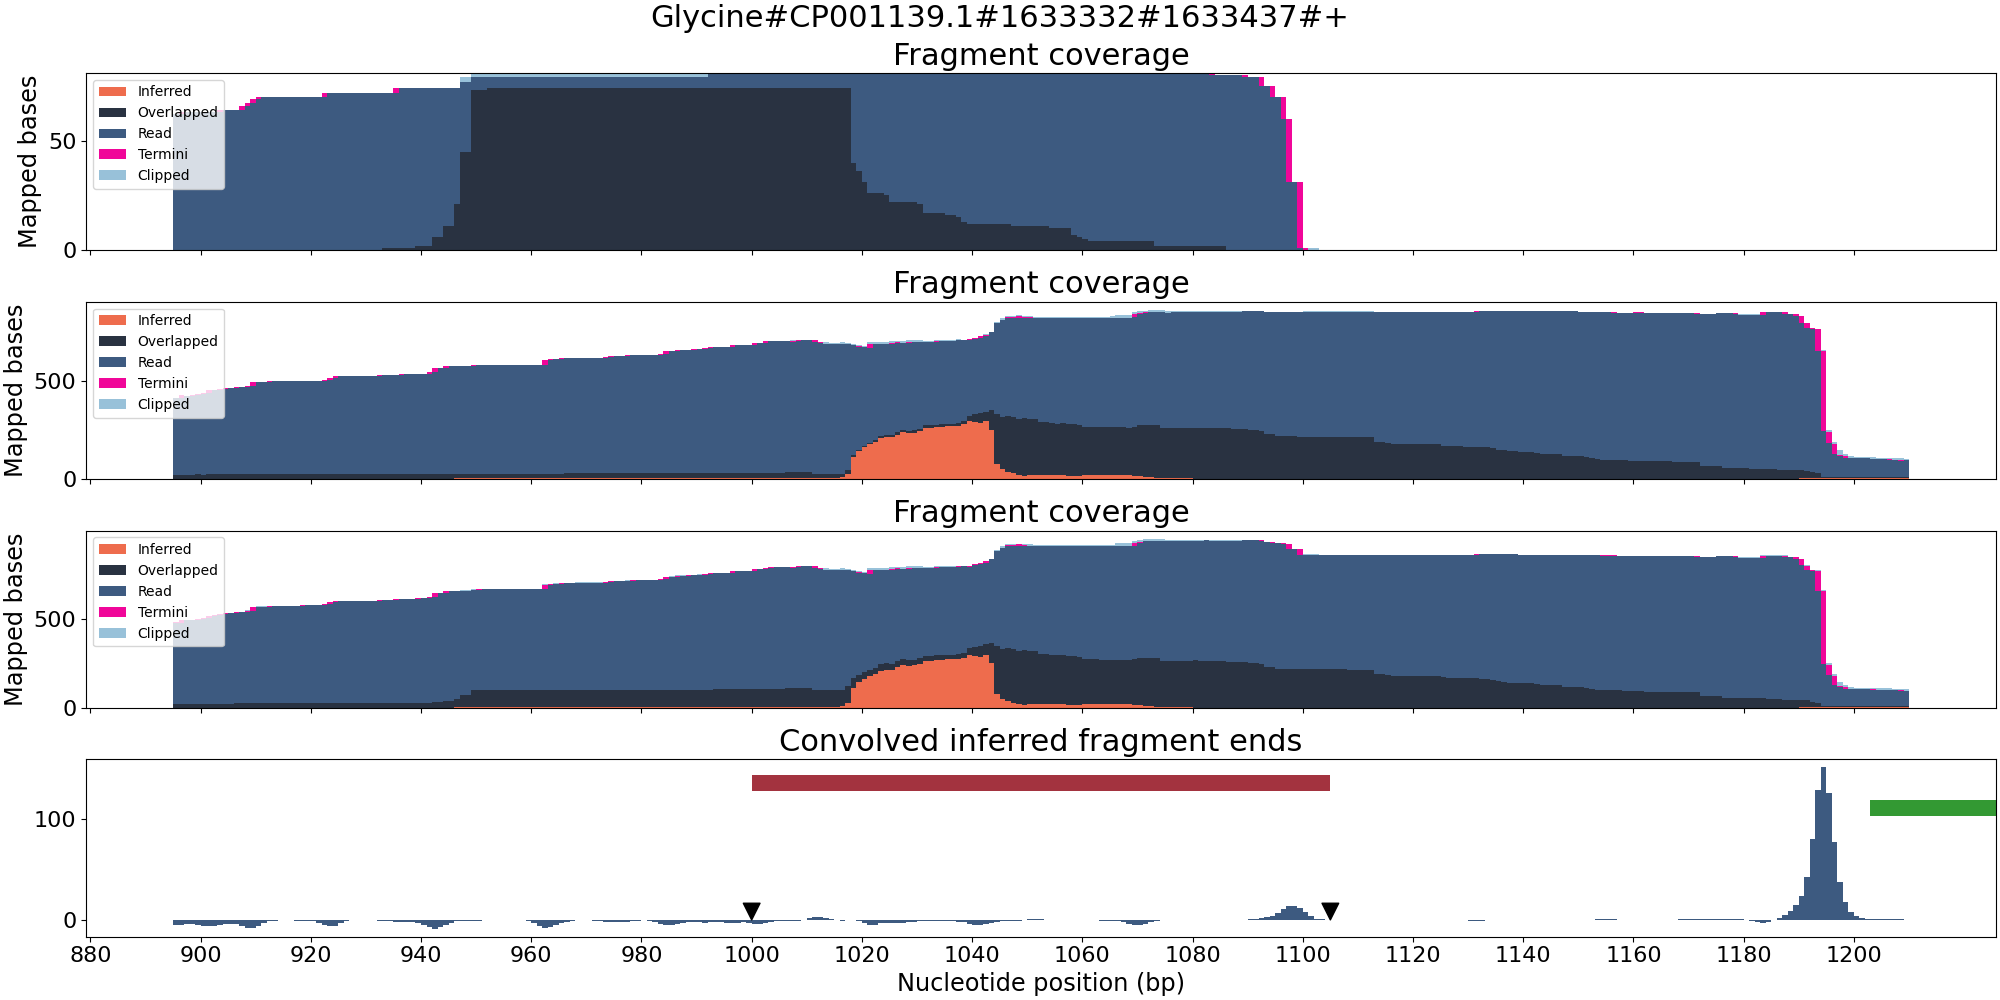 Glycine#CP001139.1#1633332#1633437#+
Fragment coverage
Mapped bases
50
0
Inferred
Overlapped
Read
Termini
Clipped
Fragment coverage
Mapped bases
500
0
Inferred
Overlapped
Read
Termini
Clipped
Fragment coverage
Mapped bases
500
0
Inferred
Overlapped
Read
Termini
Clipped
Convolved inferred fragment ends
100
0
880 900 920 940 960 980 1000 1020 1040 1060 1080 1100 1120 1140 1160 1180 1200
Nucleotide position (bp)